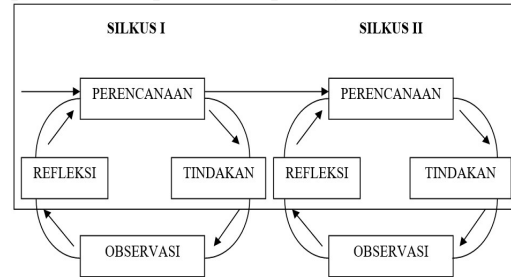 SILKUS I SILKUS II
PERENCANAAN PERENCANAAN
REFLEKSI TINDAKAN REFLEKSI TINDAKAN
OBSERVASI OBSERVASI